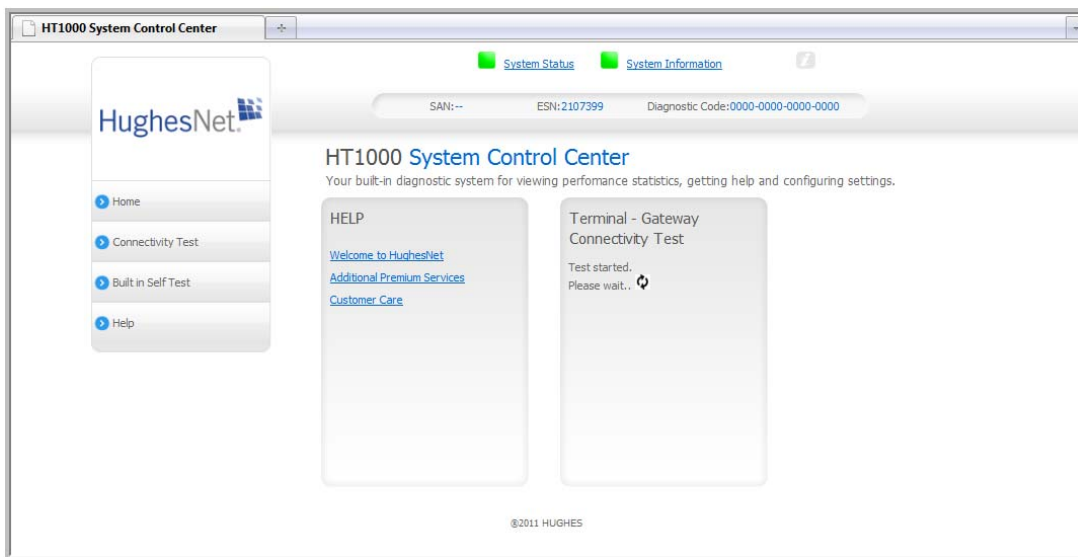 HT1000 System Control Center
System Status System Information
HughesNet.
SAN:-- ESN:2107399 Diagnostic Code:0000-0000-0000-0000
HT1000 System Control Center
Your built-in diagnostic system for viewing perfomance statistics, getting help and configuring settings.
Home
Connectivity Test
Built in Self Test
Help
HELP
Welcome to HughesNet
Additional Premium Services
Customer Care
Terminal - Gateway
Connectivity Test
Test started.
Please wait..
©2011 HUGHES